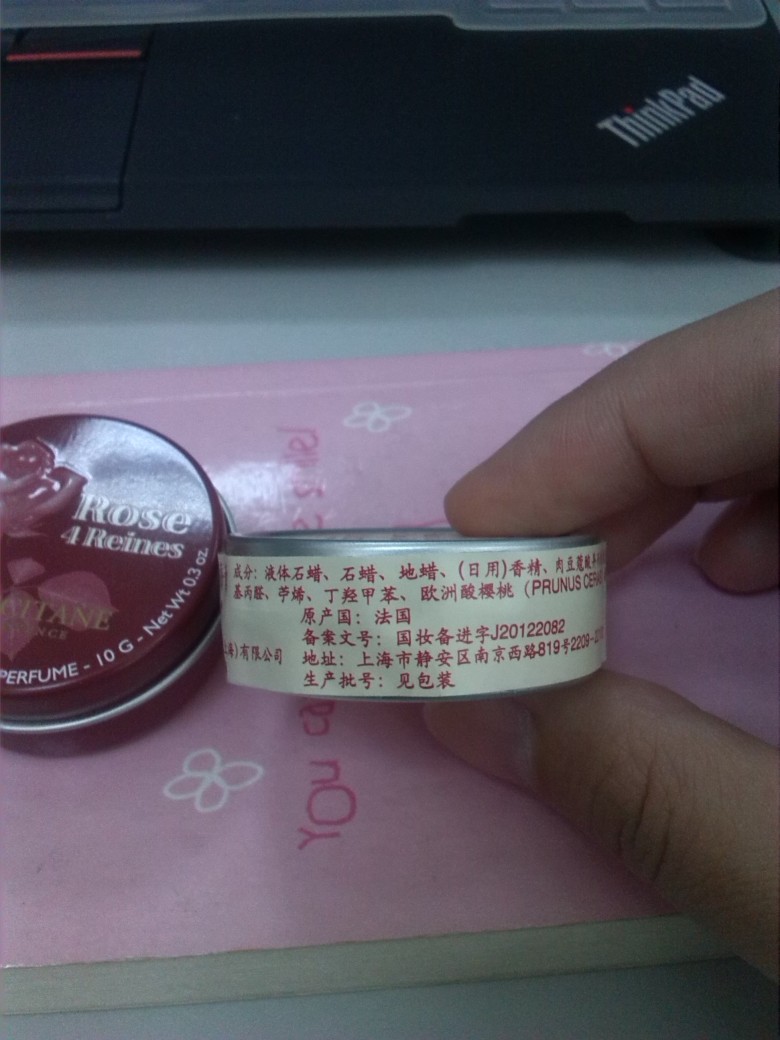 ThinkPad
Rose
4 Reines
CITANE
PERFUME - 10 G - Net Wt 0.3 oz.
成分: 液体石蜡、石蜡、地蜡、(日用)香精、肉豆蔻酸异
基丙醛、苧烯、丁羟甲苯、欧洲酸樱桃 (PRUNUS CERA
原产国: 法国
备案文号: 国妆备进字J20122082
海)有限公司
地址: 上海市静安区南京西路819号2209-
生产批号: 见包装
You ca